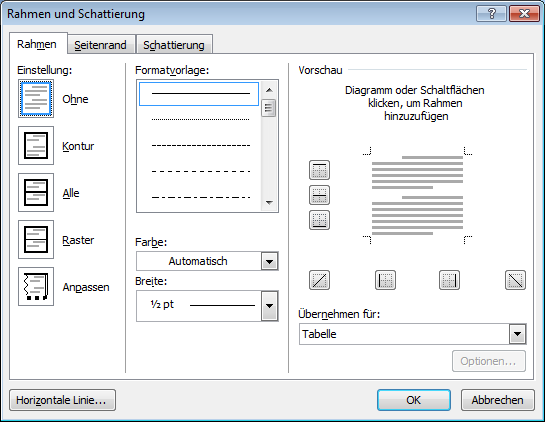 Rahmen und Schattierung
Rahmen
Seitenrand
Schattierung
Einstellung:
Ohne
Kontur
Alle
Raster
Anpassen
Formatvorlage:
Farbe:
Automatisch
Breite:
½ pt
Vorschau
Diagramm oder Schaltflächen
klicken, um Rahmen
hinzuzufügen
Übernehmen für:
Tabelle
Optionen...
Horizontale Linie...
OK
Abbrechen